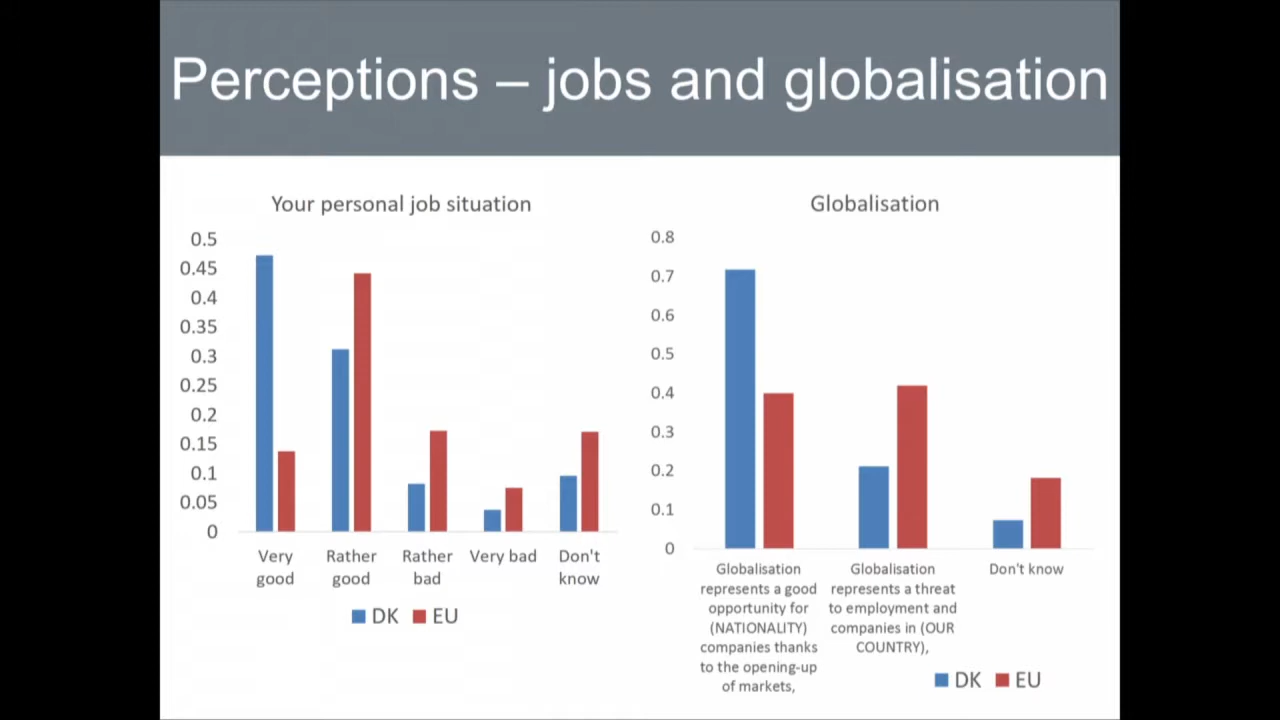 Perceptions – jobs and globalisation
Your personal job situation
0.5
0.45
0.4
0.35
0.3
0.25
0.2
0.15
0.1
0.05
0
Very
good
Rather
good
Rather
bad
Very bad
Don't
know
DK EU
Globalisation
0.8
0.7
0.6
0.5
0.4
0.3
0.2
0.1
0
Globalisation
represents a good
opportunity for
(NATIONALITY)
companies thanks
to the opening-up
of markets,
Globalisation
represents a threat
to employment and
companies in (OUR
COUNTRY),
Don't know
DK EU